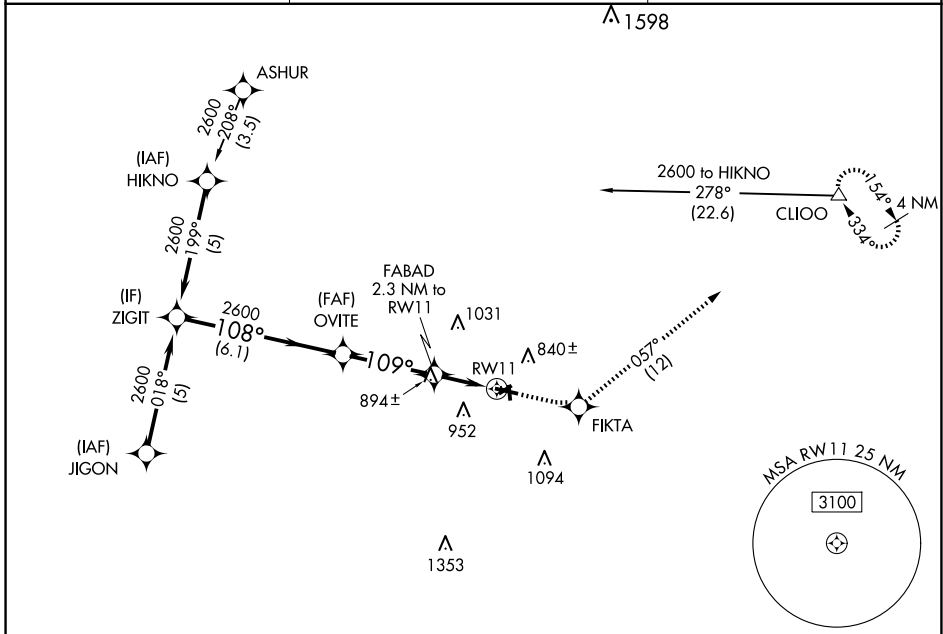 1598
ASHUR
2600
208°
(3.5)
(IAF)
HIKNO
2600 to HIKNO
278°
(22.6)
CLIOO
154°
4 NM
334°
2600
199°
(5)
(IF)
ZIGIT
2600
108°
(6.1)
(FAF)
OVITE
FABAD
2.3 NM to
RW11
1031
109°
RW11
840±
057°
(12)
894±
952
FIKTA
2600
018°
(5)
(IAF)
JIGON
1094
1353
MSA RW11 25 NM
3100